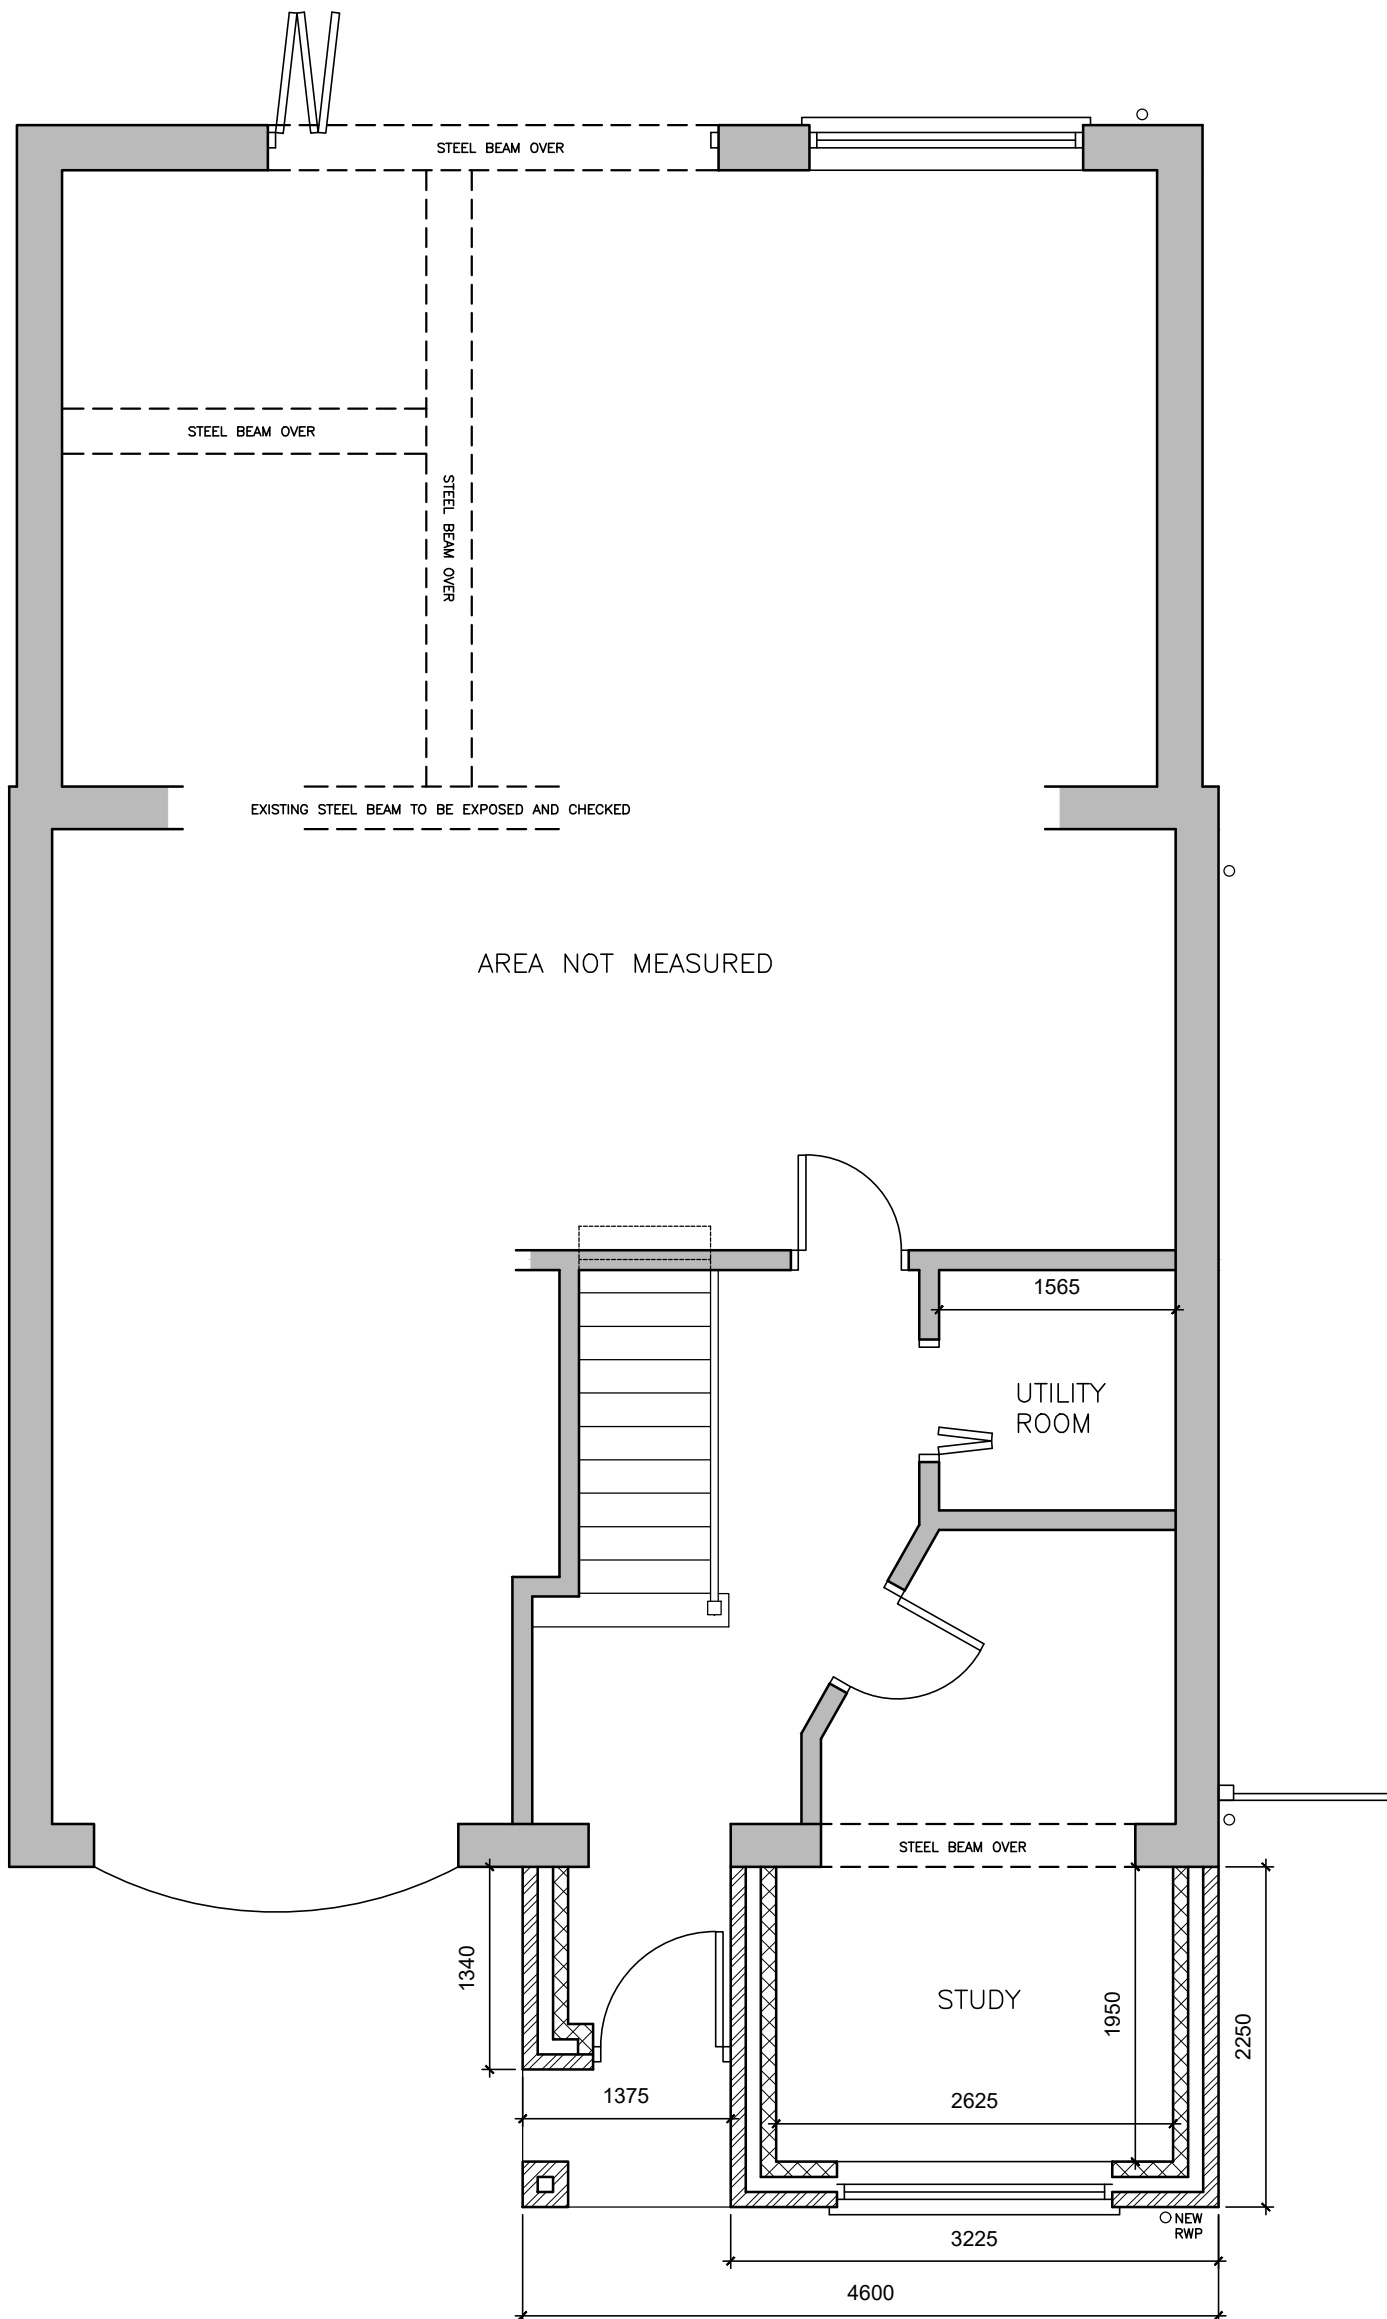 STEEL BEAM OVER
STEEL BEAM OVER
STEEL BEAM OVER
EXISTING STEEL BEAM TO BE EXPOSED AND CHECKED
AREA NOT MEASURED
1565
UTILITY
ROOM
STEEL BEAM OVER
1340
STUDY
1950
2250
1375
2625
NEW
RWP
3225
4600